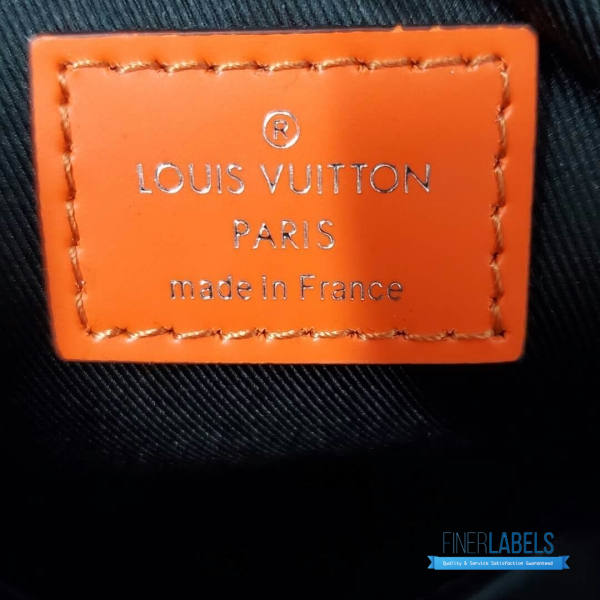 ®
LOUIS VUITTON
PARIS
made in France
FINERLABELS
Quality & Service Satisfaction Guaranteed